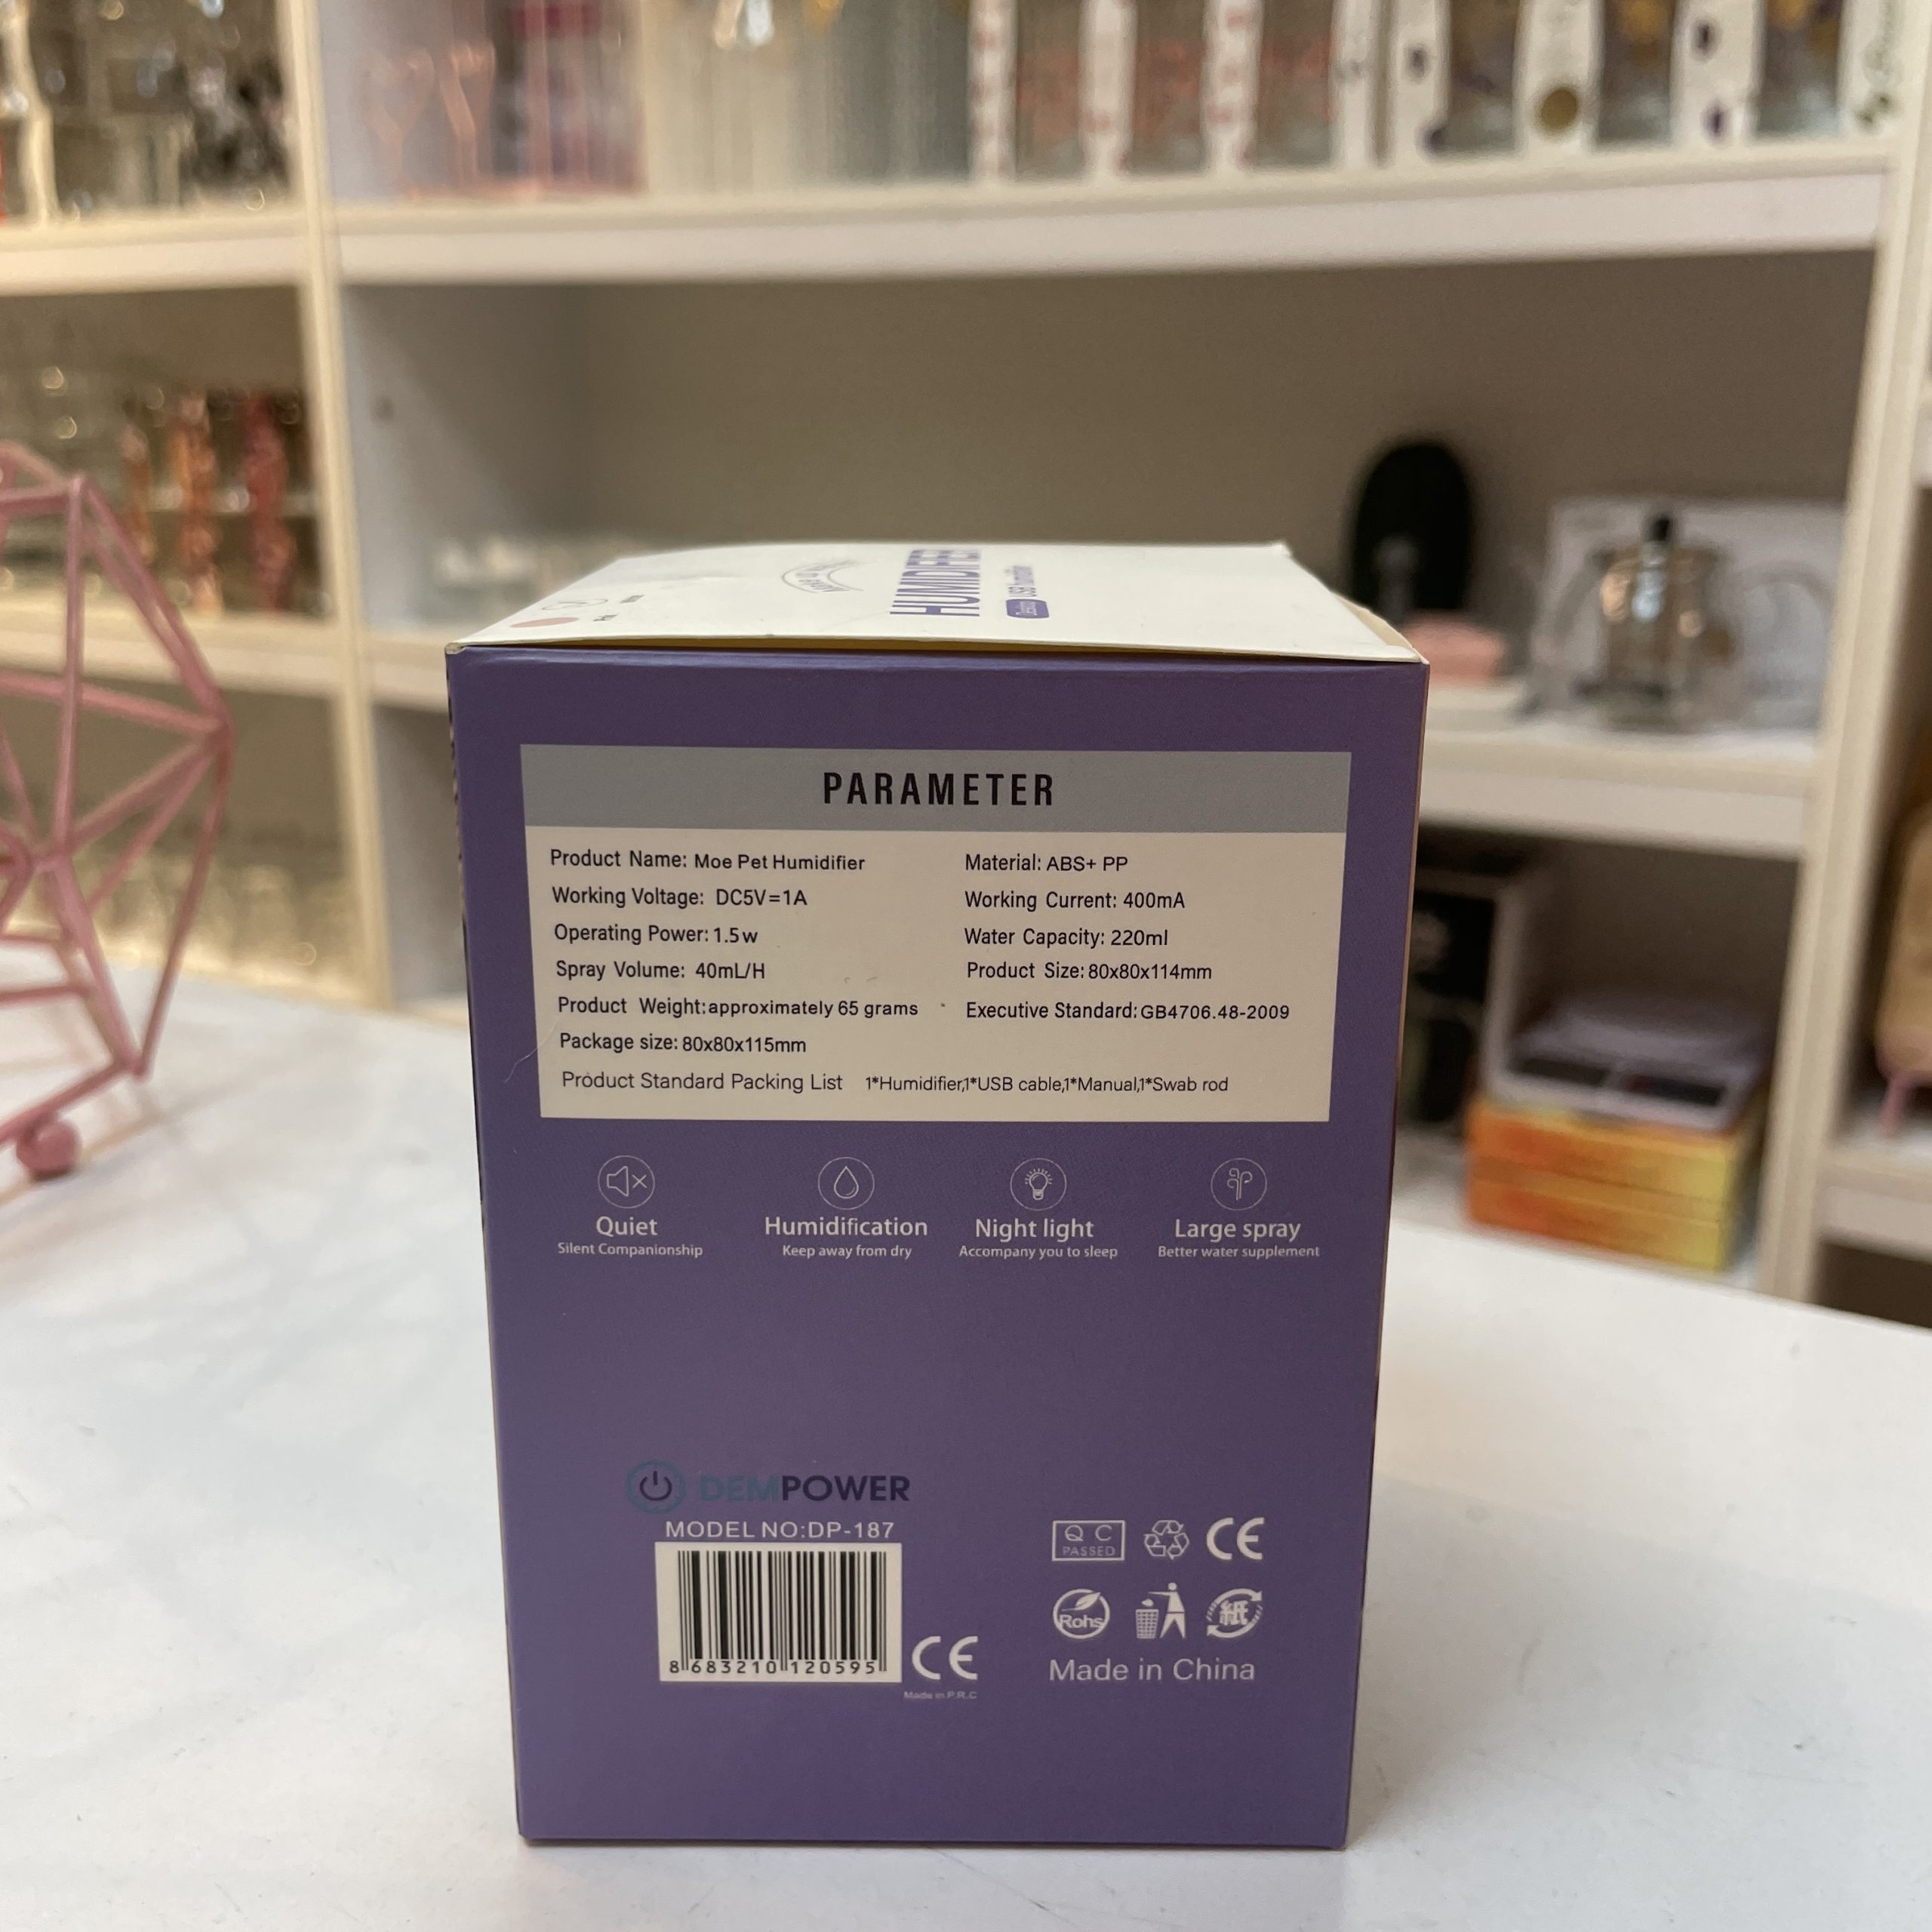 HUMIDIFIER
USB
PARAMETER
Product Name: Moe Pet Humidifier
Material: ABS+ PP
Working Voltage: DC5V=1A
Working Current: 400mA
Operating Power: 1.5w
Water Capacity: 220ml
Spray Volume: 40mL/H
Product Size: 80x80x114mm
Product Weight: approximately 65 grams
Executive Standard: GB4706.48-2009
Package size: 80x80x115mm
Product Standard Packing List 1*Humidifier,1*USB cable,1*Manual,1*Swab rod
Quiet
Silent Companionship
Humidification
Keep away from dry
Night light
Accompany you to sleep
Large spray
Better water supplement
DEMPOWER
MODEL NO:DP-187
8 683210 120595
CE
Made in P.R.C
QC
PASSED
CE
Rohs
紙
Made in China